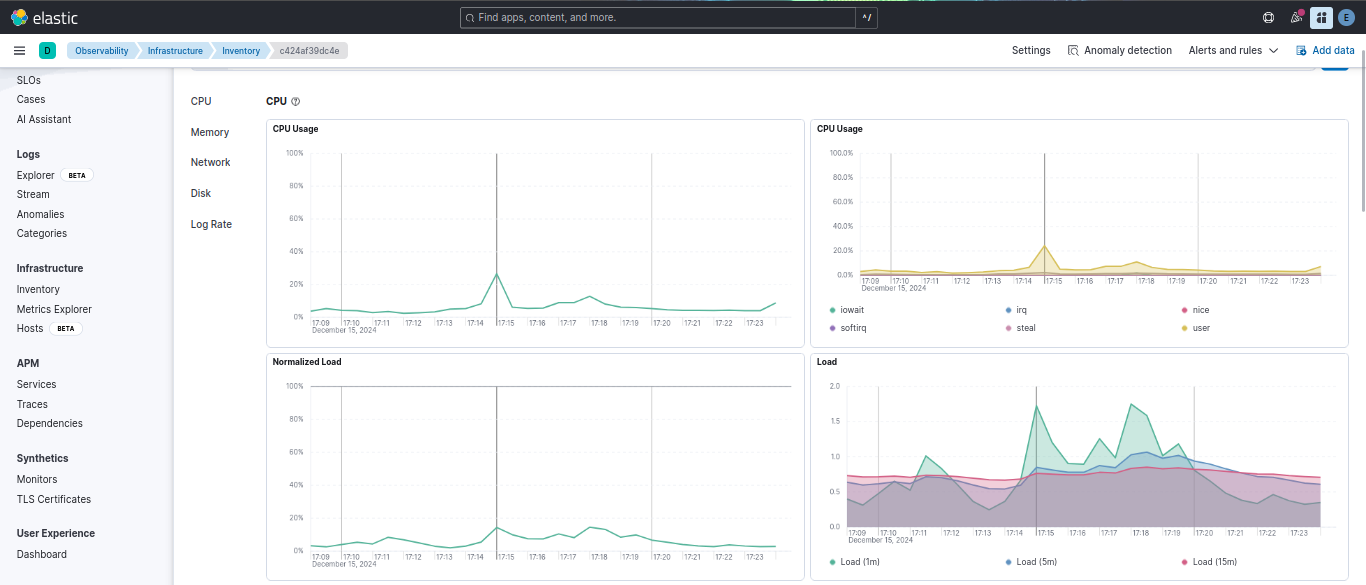 elastic
Find apps, content, and more.
^/
E
D
Observability
Infrastructure
Inventory
c424af39dc4e
Settings
Anomaly detection
Alerts and rules
Add data
SLOs
Cases
AI Assistant
Logs
Explorer BETA
Stream
Anomalies
Categories
Infrastructure
Inventory
Metrics Explorer
Hosts BETA
APM
Services
Traces
Dependencies
Synthetics
Monitors
TLS Certificates
User Experience
Dashboard
CPU
Memory
Network
Disk
Log Rate
CPU
CPU Usage
100%
80%
60%
40%
20%
0%
17:09 17:10 17:11 17:12 17:13 17:14 17:15 17:16 17:17 17:18 17:19 17:20 17:21 17:22 17:23
December 15, 2024
CPU Usage
100.0%
80.0%
60.0%
40.0%
20.0%
0.0%
17:09 17:10 17:11 17:12 17:13 17:14 17:15 17:16 17:17 17:18 17:19 17:20 17:21 17:22 17:23
December 15, 2024
iowait irq nice
softirq steal user
Normalized Load
100%
80%
60%
40%
20%
0%
17:09 17:10 17:11 17:12 17:13 17:14 17:15 17:16 17:17 17:18 17:19 17:20 17:21 17:22 17:23
December 15, 2024
Load
2.0
1.5
1.0
0.5
0.0
17:09 17:10 17:11 17:12 17:13 17:14 17:15 17:16 17:17 17:18 17:19 17:20 17:21 17:22 17:23
December 15, 2024
Load (1m) Load (5m) Load (15m)